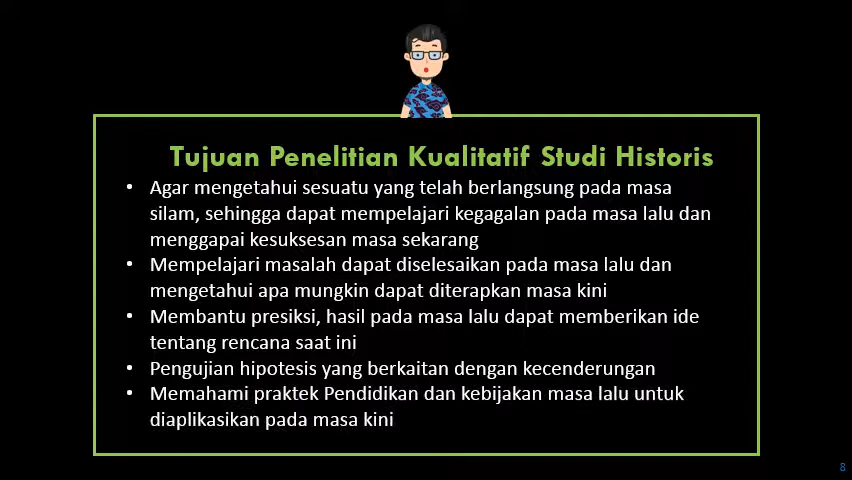 Tujuan Penelitian Kualitatif Studi Historis
• Agar mengetahui sesuatu yang telah berlangsung pada masa
silam, sehingga dapat mempelajari kegagalan pada masa lalu dan
menggapai kesuksesan masa sekarang
• Mempelajari masalah dapat diselesaikan pada masa lalu dan
mengetahui apa mungkin dapat diterapkan masa kini
• Membantu presiksi, hasil pada masa lalu dapat memberikan ide
tentang rencana saat ini
• Pengujian hipotesis yang berkaitan dengan kecenderungan
• Memahami praktek Pendidikan dan kebijakan masa lalu untuk
diaplikasikan pada masa kini
8